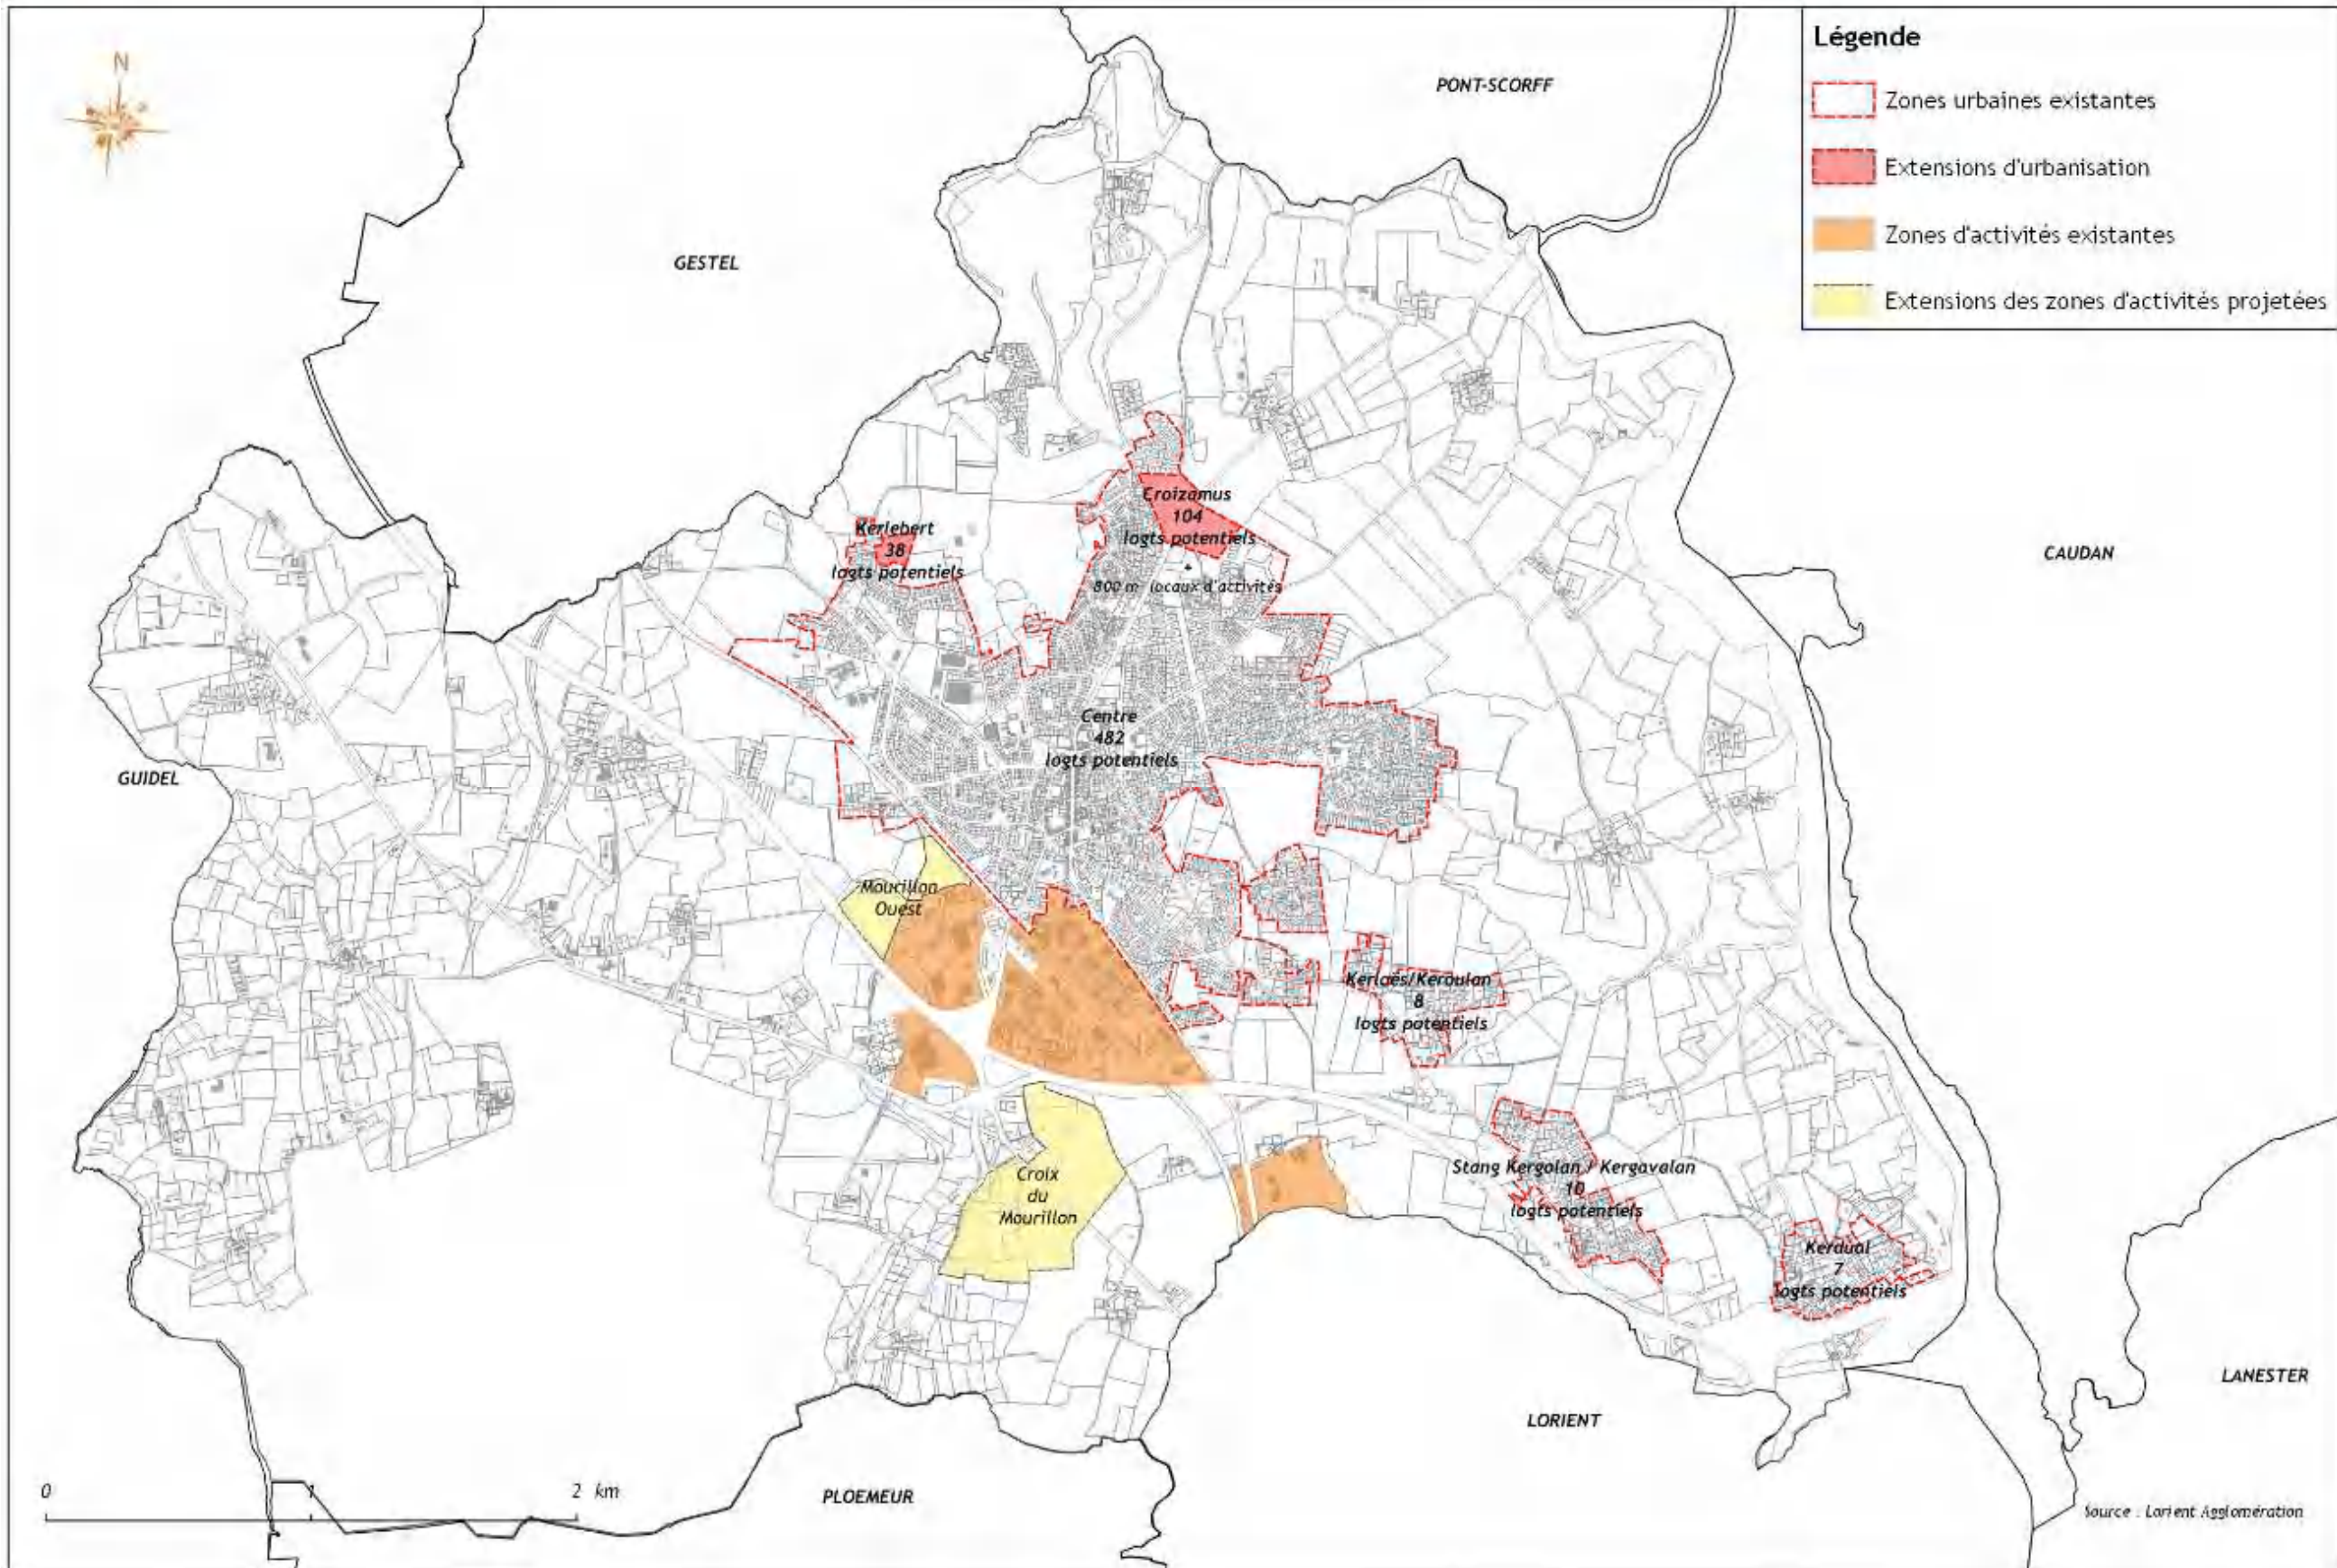 N
Légende
Zones urbaines existantes
Extensions d'urbanisation
Zones d'activités existantes
Extensions des zones d'activités projetées
PONT-SCORFF
GESTEL
CAUDAN
GUIDEL
Croizamus
104
logts potentiels
Kerlebert
38
logts potentiels
800 m locaux d'activités
Centre
482
logts potentiels
Mourillon
Ouest
Kerlaës/Keroulan
8
logts potentiels
Croix
du
Mourillon
Stang Kergolan / Kergavalan
10
logts potentiels
Kerdual
7
logts potentiels
LANESTER
LORIENT
PLOEMEUR
0 1 2 km
Source : Lorient Agglomération